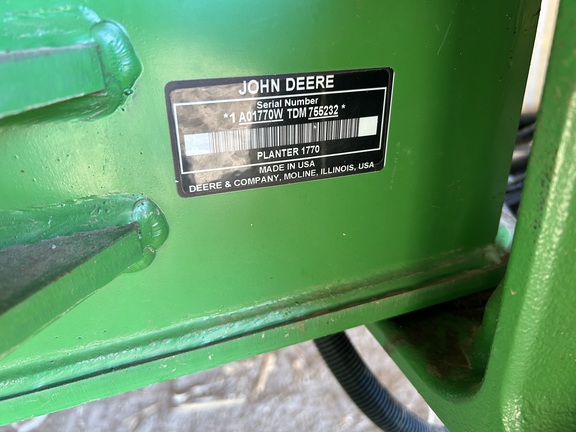 JOHN DEERE
Serial Number
*1 A01770W TDM 755232 *
PLANTER 1770
MADE IN USA
DEERE & COMPANY, MOLINE, ILLINOIS, USA